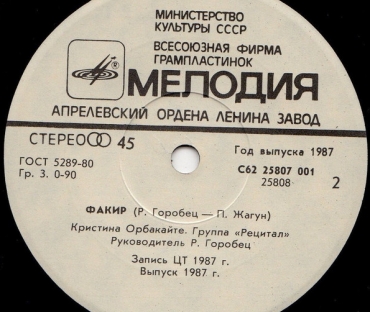 МИНИСТЕРСТВО
КУЛЬТУРЫ СССР
ВСЕСОЮЗНАЯ ФИРМА
ГРАМПЛАСТИНОК
МЕЛОДИЯ
АПРЕЛЕВСКИЙ ОРДЕНА ЛЕНИНА ЗАВОД
СТЕРЕО 45
Год выпуска 1987
ГОСТ 5289-80
С62 25807 001
Гр. 3. 0-90
25808
2
ФАКИР (Р. Горобец — П. Жагун)
Кристина Орбакайте. Группа «Рецитал»
Руководитель Р. Горобец
Запись ЦТ 1987 г.
Выпуск 1987 г.